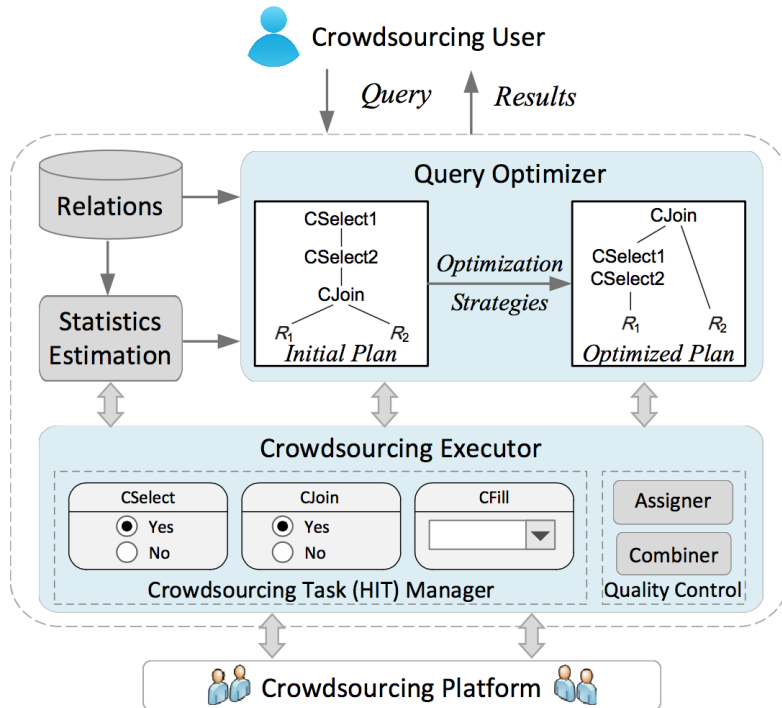 Crowdsourcing User
Query
Results
Relations
Query Optimizer
CSelect1
CSelect2
CJoin
R1
R2
Initial Plan
Optimization
Strategies
CJoin
CSelect1
CSelect2
R1
R2
Optimized Plan
Statistics
Estimation
Crowdsourcing Executor
CSelect
Yes
No
CJoin
Yes
No
CFill
Crowdsourcing Task (HIT) Manager
Assigner
Combiner
Quality Control
Crowdsourcing Platform